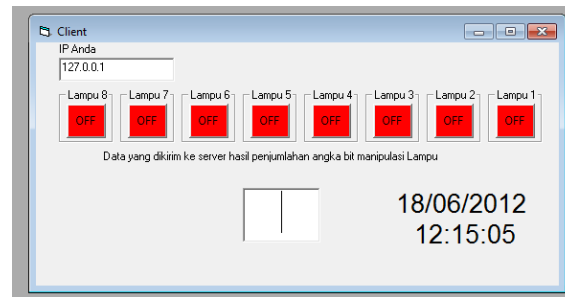 Client
IP Anda
127.0.0.1
Lampu 8 Lampu 7 Lampu 6 Lampu 5 Lampu 4 Lampu 3 Lampu 2 Lampu 1
OFF OFF OFF OFF OFF OFF OFF OFF
Data yang dikirim ke server hasil penjumlahan angka bit manipulasi Lampu
18/06/2012
12:15:05